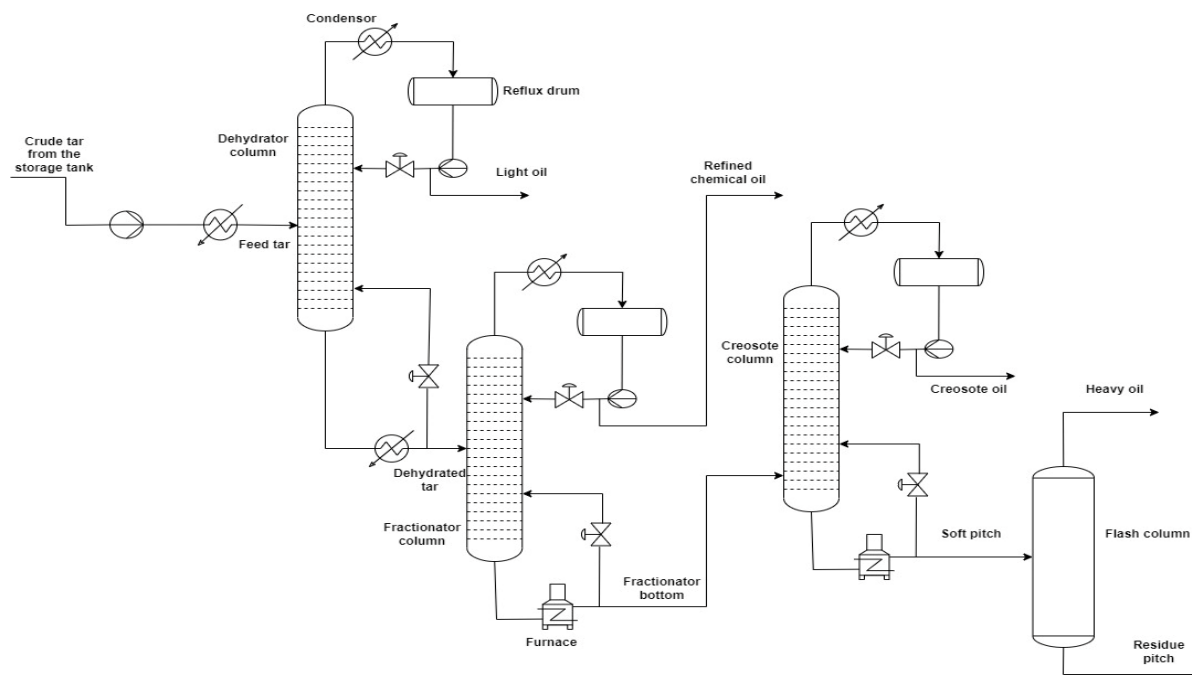 Condensor
Reflux drum
Dehydrator
column
Crude tar
from the
storage tank
Light oil
Refined
chemical oil
Feed tar
Creosote
column
Creosote oil
Heavy oil
Dehydrated
tar
Fractionator
column
Soft pitch
Flash column
Fractionator
bottom
Furnace
Residue
pitch